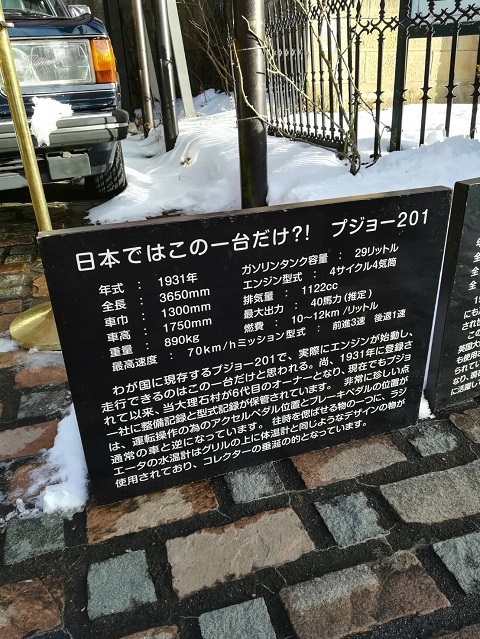 日本ではこの一台だけ?! プジョー201
年式 : 1931年 ガソリンタンク容量 : 29リットル
全長 : 3650mm エンジン型式 : 4サイクル4気筒
車巾 : 1300mm 排気量 : 1122cc
車高 : 1750mm 最大出力 : 40馬力(推定)
重量 : 890kg 燃費 : 10~12km/リットル
最高速度 : 70km/hミッション型式 : 前進3速 後退1速
わが国に現存するプジョー201で、実際にエンジンが始動し、
走行できるのはこの一台だけと思われる。尚、1931年に登録さ
れて以来、当大理石村が6代目のオーナーとなり、現在でもプジョ
一社に整備記録と型式記録が保管されています。 非常に珍しい点
は、運転操作の為のアクセルペダル位置とブレーキペダルの位置が
通常の車と逆になっています。 往時を偲ばせる物の一つに、ラジ
エータの水温計はグリルの上に体温計と同じようなデザインの物が
使用されており、コレクターの垂涎の的となっています。